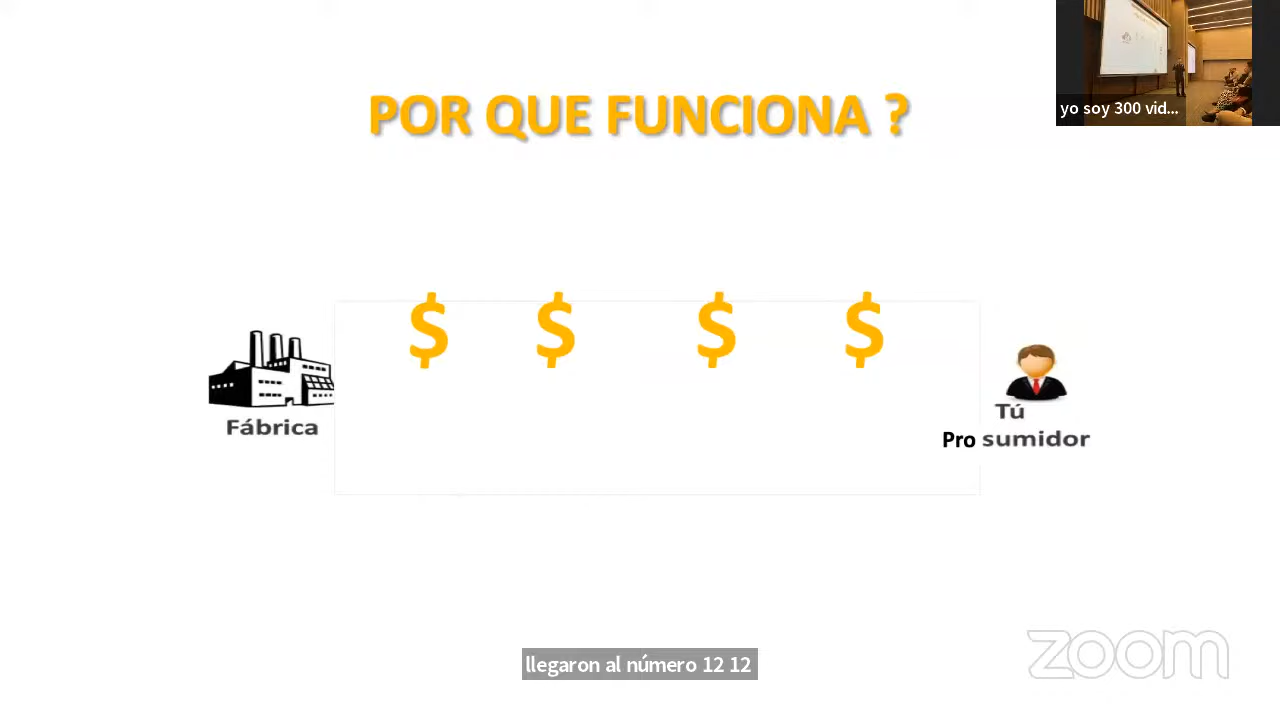 yo soy 300 vid...
POR QUE FUNCIONA ?
$ $ $ $
Fábrica
Tú
Pro sumidor
llegaron al número 12 12
zoom